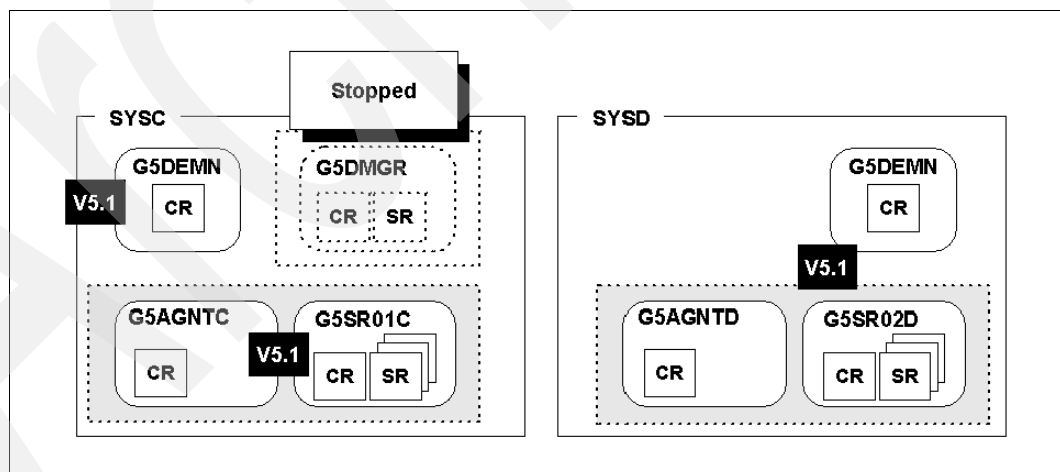 Stopped
SYSC
SYSD
G5DEMN
CR
V5.1
G5DMGR
CR
SR
G5DEMN
CR
V5.1
G5AGNTC
CR
V5.1
G5SR01C
CR
SR
G5AGNTD
CR
G5SR02D
CR
SR